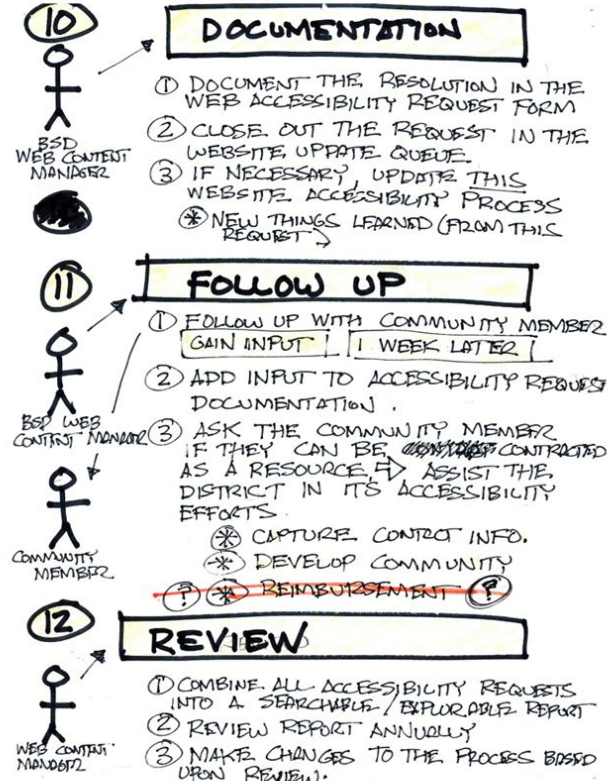 10
DOCUMENTATION
① DOCUMENT THE RESOLUTION IN THE
WEB ACCESSIBILITY REQUEST FORM
② CLOSE OUT THE REQUEST IN THE
WEBSITE UPDATE QUEUE.
③ IF NECESSARY, UPDATE THIS
WEBSITE ACCESSIBILITY PROCESS
* NEW THINGS LEARNED (FROM THIS
REQUEST)
BSD
WEB CONTENT
MANAGER
11
FOLLOW UP
① FOLLOW UP WITH COMMUNITY MEMBER
GAIN INPUT 1 WEEK LATER
② ADD INPUT TO ACCESSIBILITY REQUEST
DOCUMENTATION.
③ ASK THE COMMUNITY MEMBER
IF THEY CAN BE CONTRACTED
AS A RESOURCE ⇨ ASSIST THE
DISTRICT IN ITS ACCESSIBILITY
EFFORTS.
* CAPTURE CONTACT INFO.
* DEVELOP COMMUNITY
? * REIMBURSEMENT ?
BSD WEB
CONTENT MANAGER
COMMUNITY
MEMBER
12
REVIEW
① COMBINE ALL ACCESSIBILITY REQUESTS
INTO A SEARCHABLE/EXPLORABLE REPORT
② REVIEW REPORT ANNUALLY
③ MAKE CHANGES TO THE PROCESS BASED
UPON REVIEW.
WEB CONTENT
MANAGER